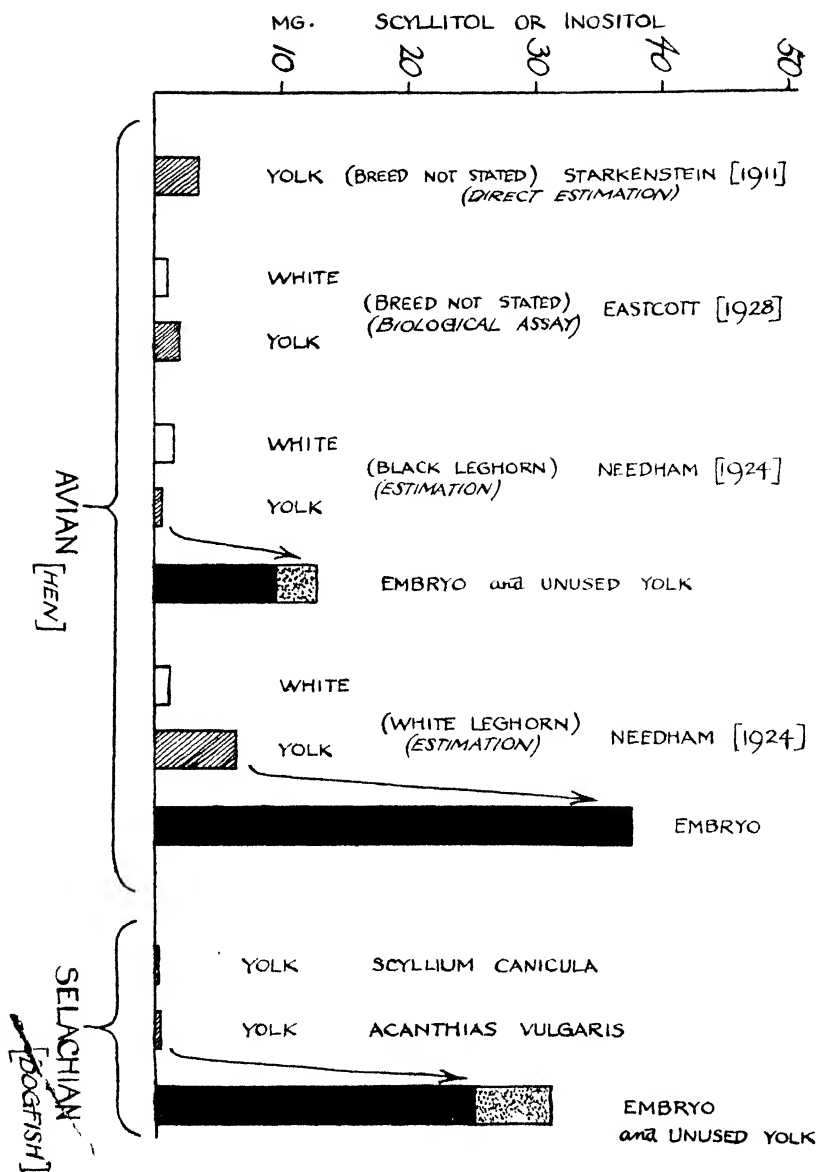 MG. SCYLLITOL OR INOSITOL
10 20 30 40 50
YOLK (BREED NOT STATED) STARKENSTEIN [1911]
(DIRECT ESTIMATION)
WHITE
(BREED NOT STATED) EASTCOTT [1928]
(BIOLOGICAL ASSAY)
YOLK
WHITE
(BLACK LEGHORN) NEEDHAM [1924]
(ESTIMATION)
YOLK
EMBRYO and UNUSED YOLK
WHITE
(WHITE LEGHORN) NEEDHAM [1924]
(ESTIMATION)
YOLK
EMBRYO
AVIAN
[HEN]
YOLK SCYLLIUM CANICULA
YOLK ACANTHIAS VULGARIS
EMBRYO
and UNUSED YOLK
SELACHIAN
[DOGFISH]